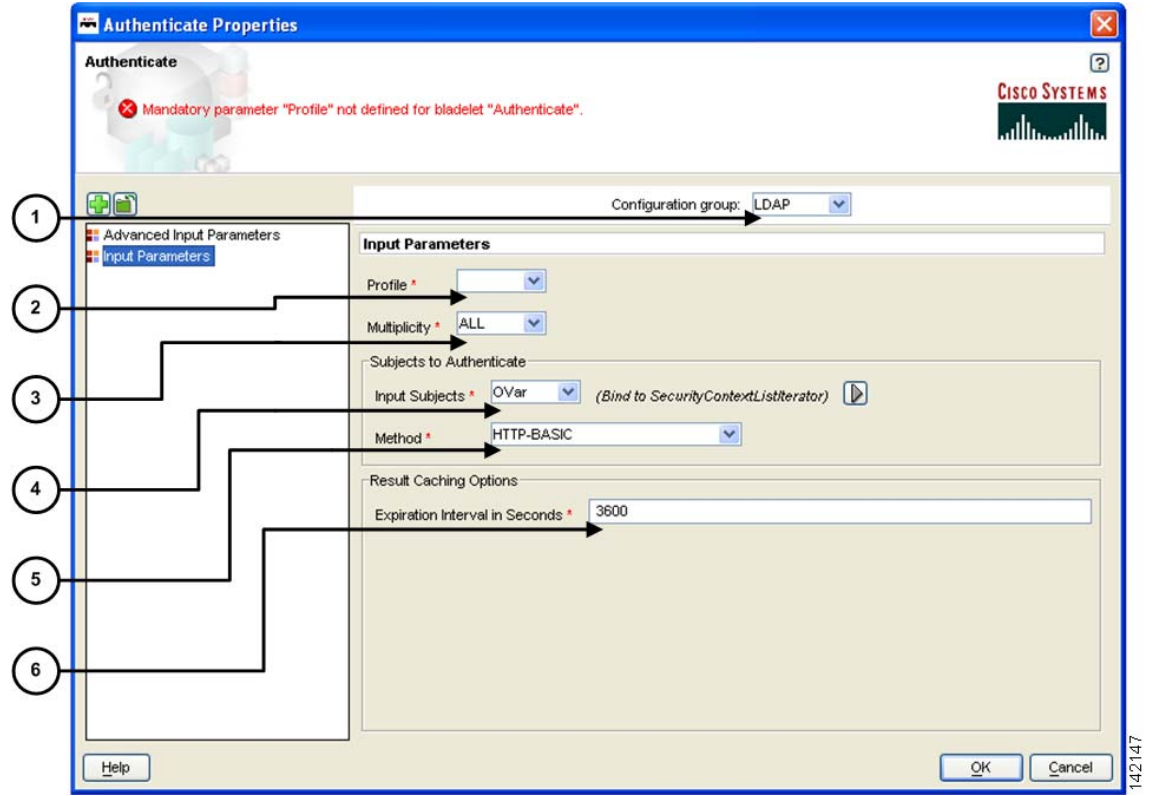 Authenticate Properties
Authenticate
Mandatory parameter "Profile" not defined for bladelet "Authenticate".
CISCO SYSTEMS
1
Configuration group: LDAP
Advanced Input Parameters
Input Parameters
Input Parameters
2
Profile *
3
Multiplicity * ALL
Subjects to Authenticate
4
Input Subjects * OVar (Bind to SecurityContextListIterator)
5
Method * HTTP-BASIC
Result Caching Options
6
Expiration Interval in Seconds * 3600
Help
OK
Cancel
142147